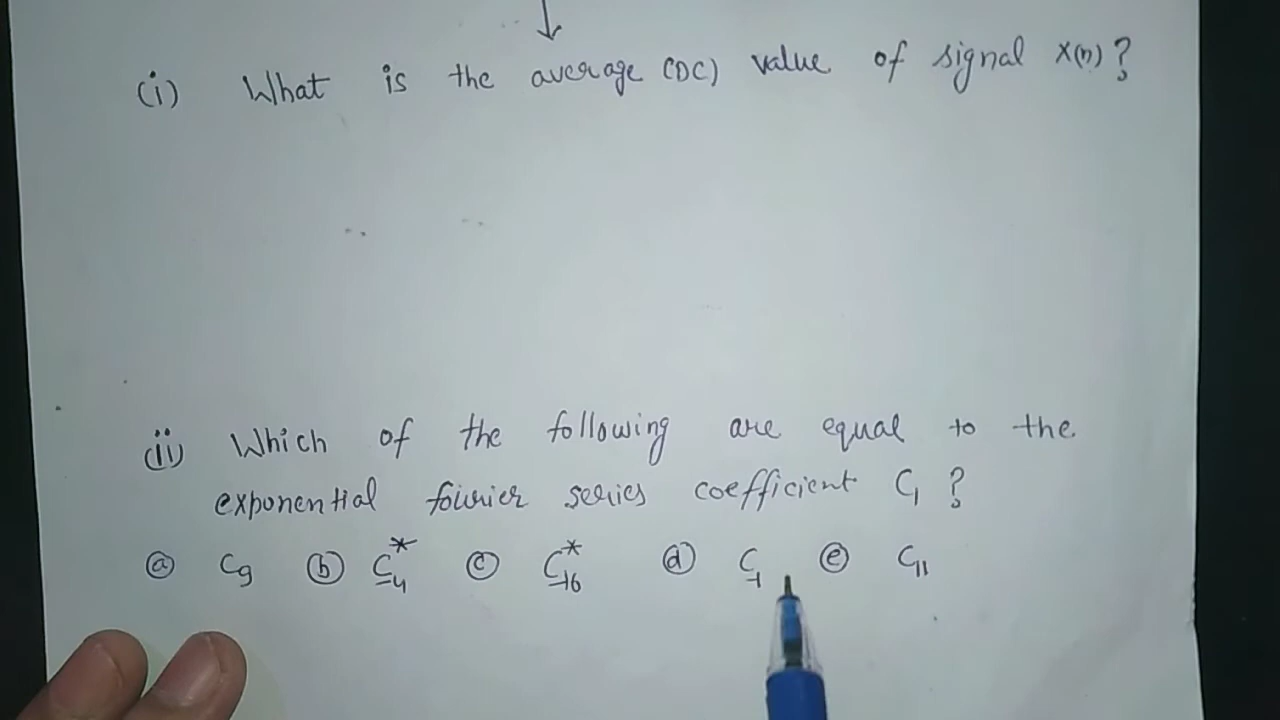 (i) What is the average (DC) value of signal x(n)?
(ii) Which of the following are equal to the
exponential fourier series coefficient C₁ ?
ⓐ C₉ ⓑ C₋₄* ⓒ C₋₁₆* ⓓ C₋₁ ⓔ C₁₁